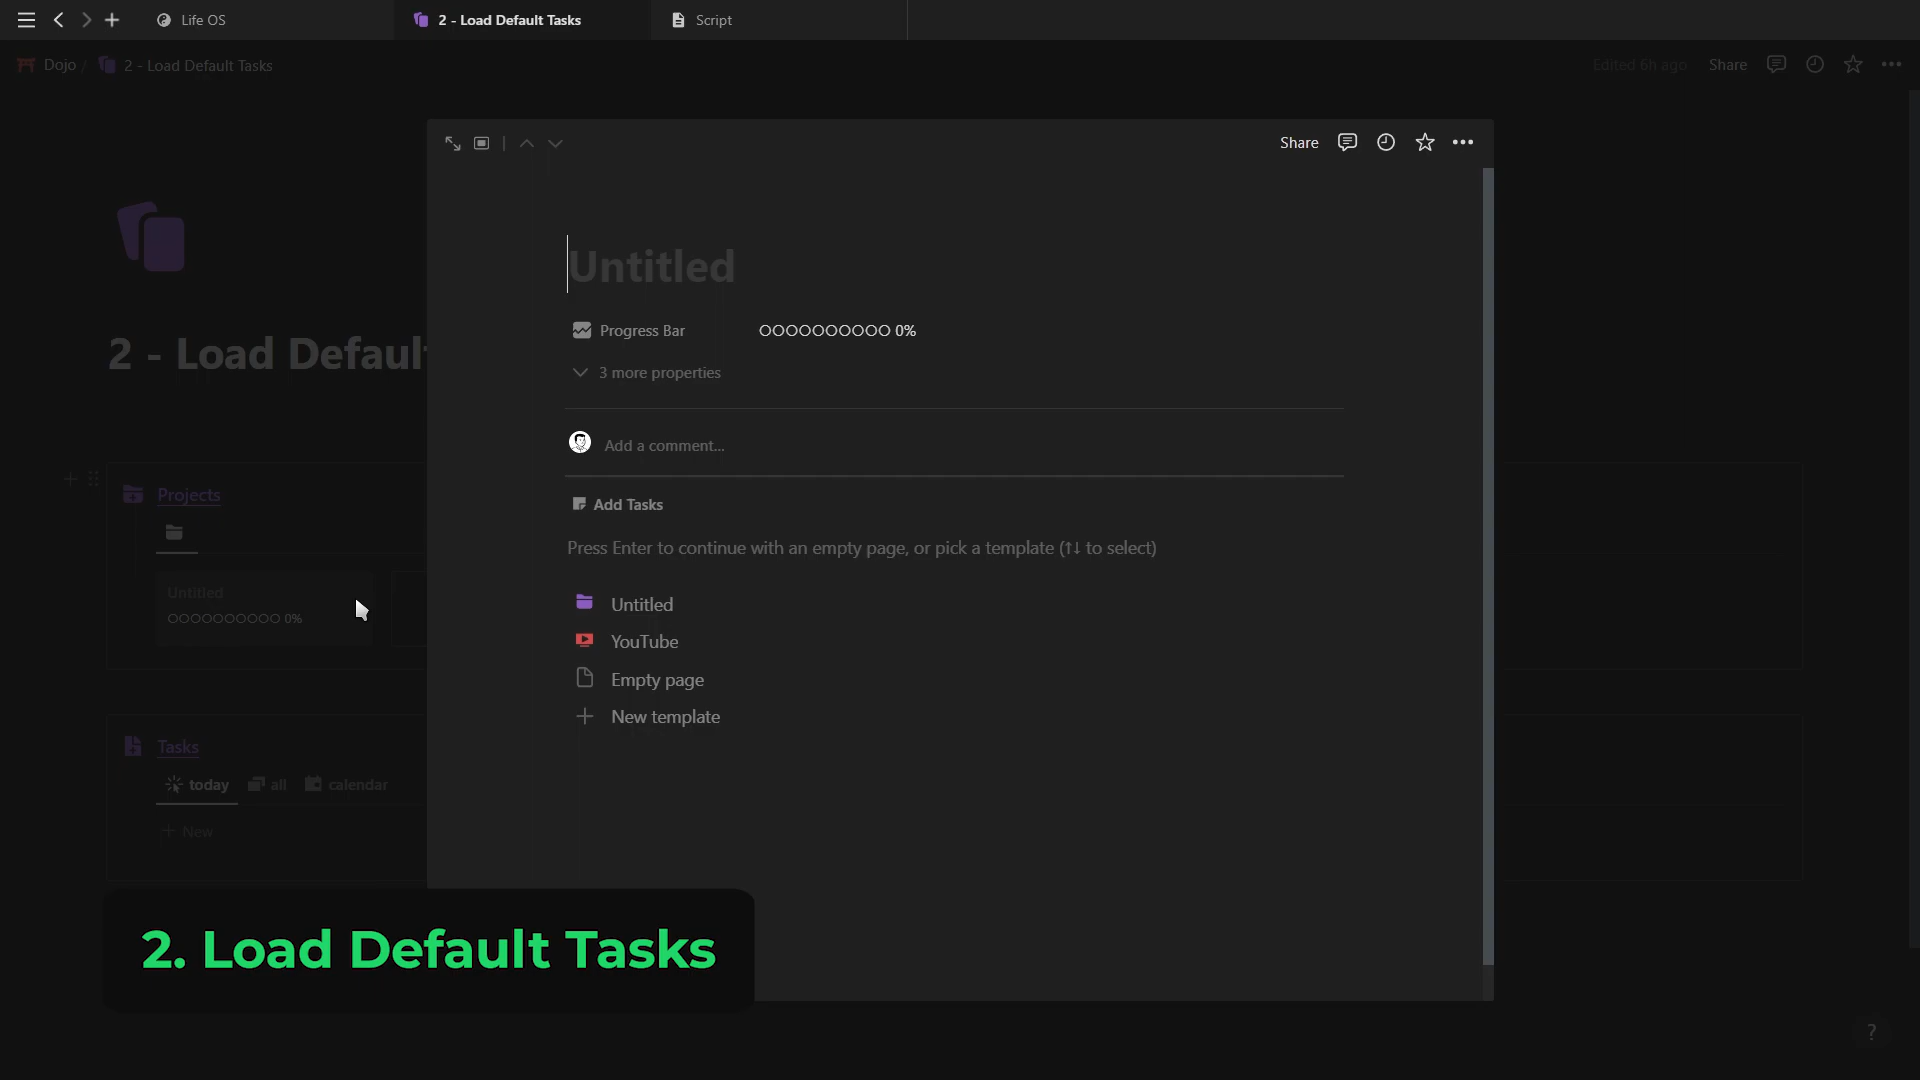 Life OS
2 - Load Default Tasks
Script
Dojo / 2 - Load Default Tasks
Edited 6h ago
Share
Share
Untitled
Progress Bar
0%
3 more properties
Add a comment...
Add Tasks
Press Enter to continue with an empty page, or pick a template (↑↓ to select)
Untitled
YouTube
Empty page
New template
2 - Load Default
Projects
Untitled
0%
Tasks
today
all
calendar
New
2. Load Default Tasks
?